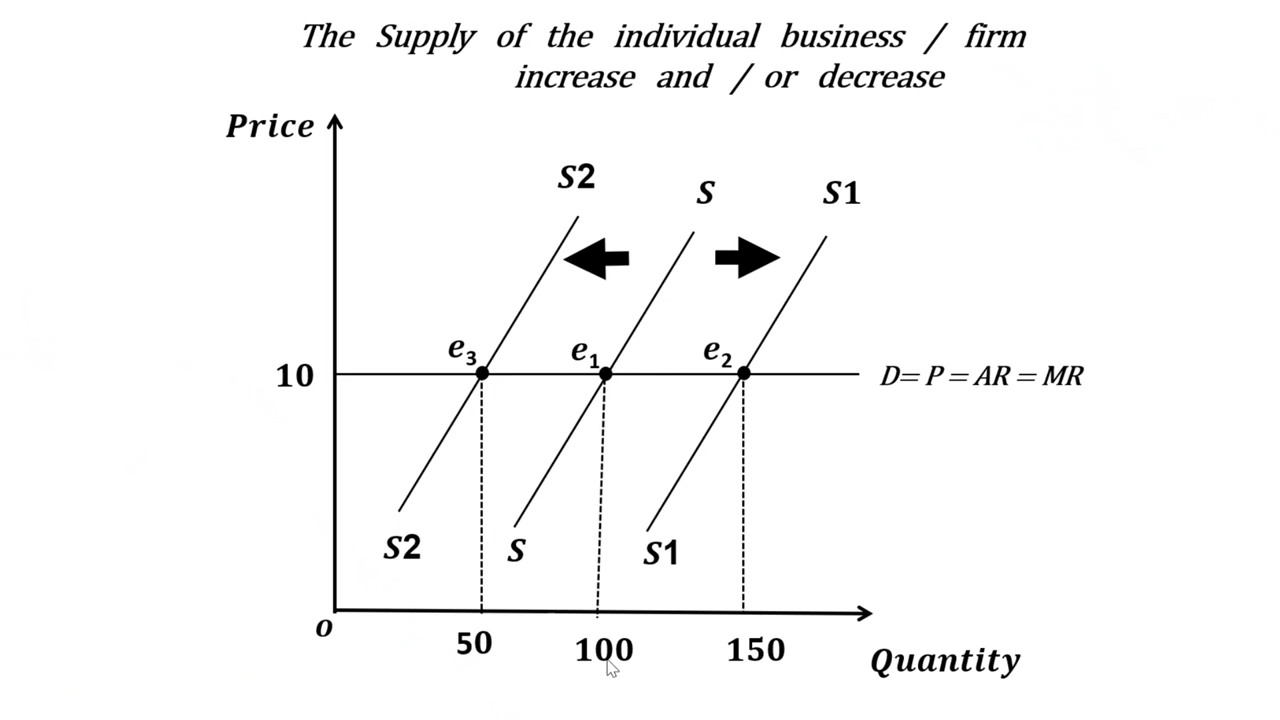 The Supply of the individual business / firm
increase and / or decrease
Price
S2
S
S1
e3
e1
e2
10
D= P = AR = MR
S2
S
S1
o
50
100
150
Quantity